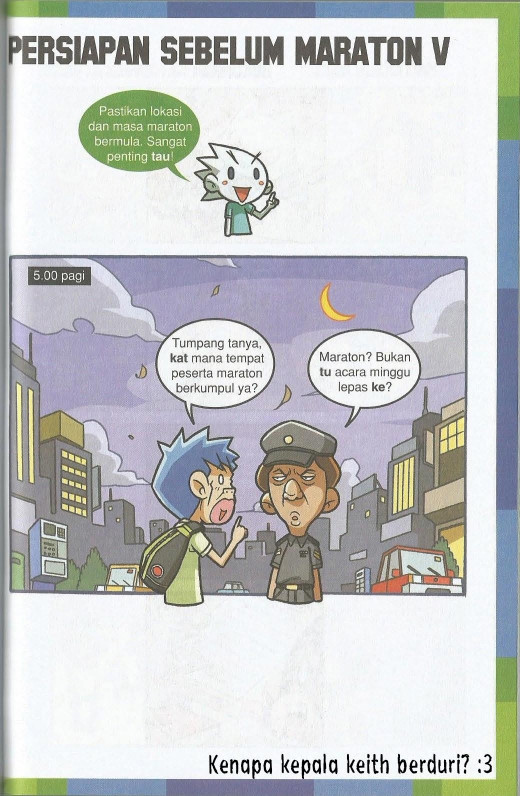 PERSIAPAN SEBELUM MARATON V
Pastikan lokasi
dan masa maraton
bermula. Sangat
penting tau!
5.00 pagi
Tumpang tanya,
kat mana tempat
peserta maraton
berkumpul ya?
Maraton? Bukan
tu acara minggu
lepas ke?
Kenapa kepala keith berduri? :3